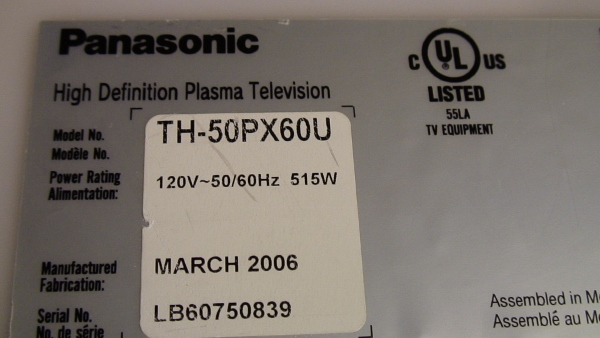 Panasonic
High Definition Plasma Television
C UL US
LISTED
55LA
TV EQUIPMENT
Model No. TH-50PX60U
Modèle No.
Power Rating 120V~50/60Hz 515W
Alimentation:
Manufactured MARCH 2006
Fabrication:
Serial No. LB60750839
No. de série
Assembled in
Assemblé au